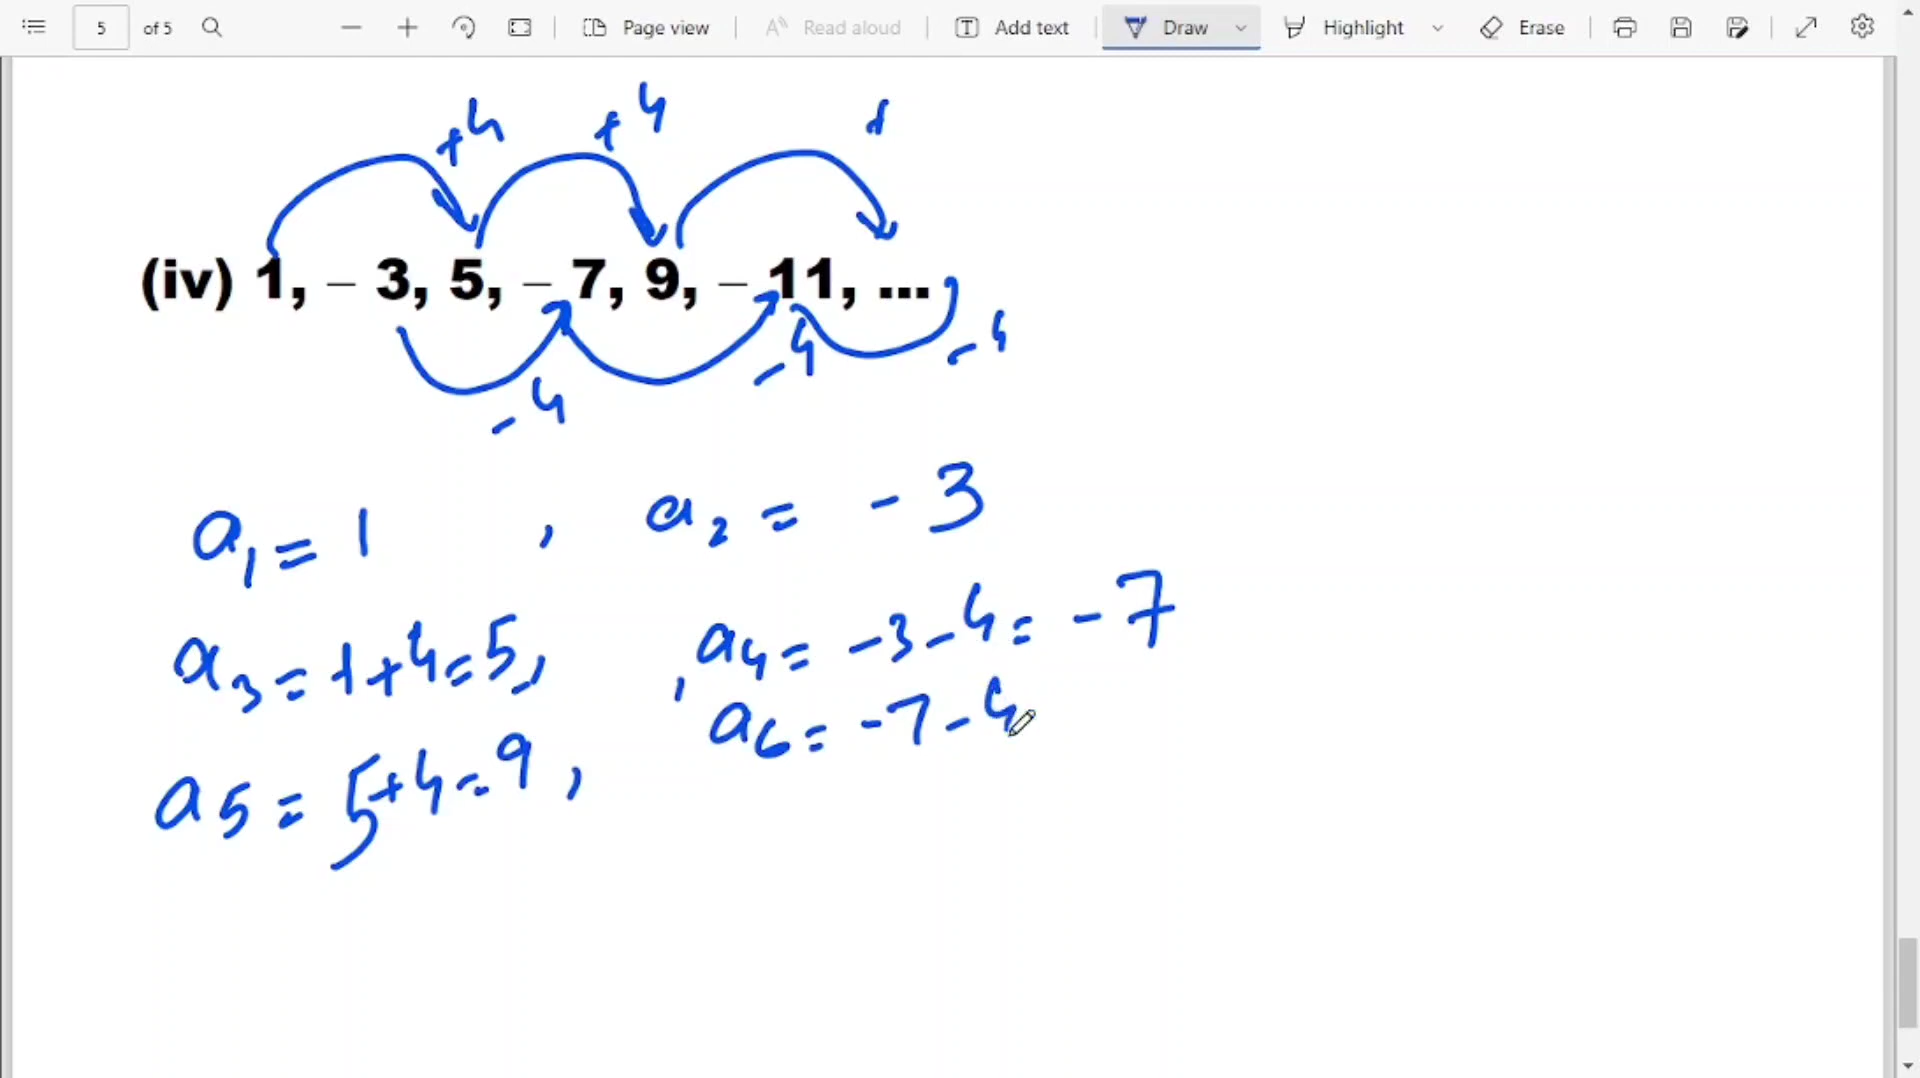 5 of 5 Page view Read aloud Add text Draw Highlight Erase
+4 +4 +
(iv) 1, – 3, 5, – 7, 9, – 11, ...
-4 -4 -4
a1 = 1 , a2 = - 3
a3 = 1+4=5, , a4 = -3-4= -7
a5 = 5+4=9 , a6 = -7-4